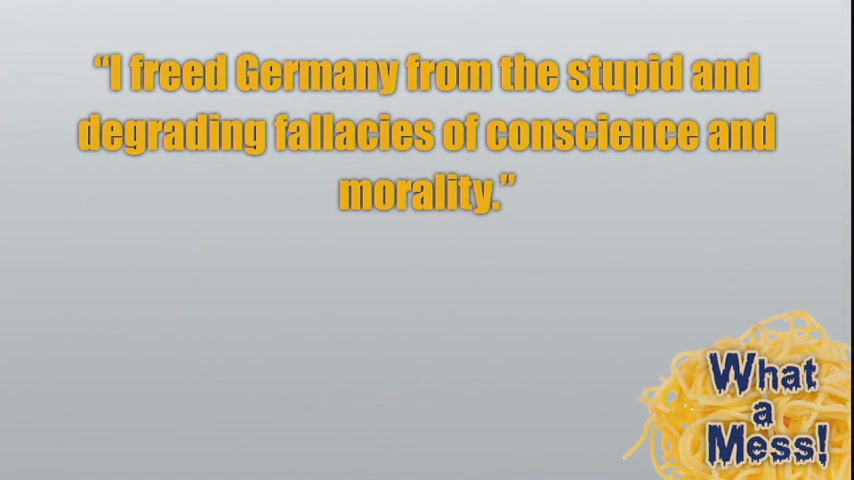 “I freed Germany from the stupid and
degrading fallacies of conscience and
morality.”
What
a
Mess!